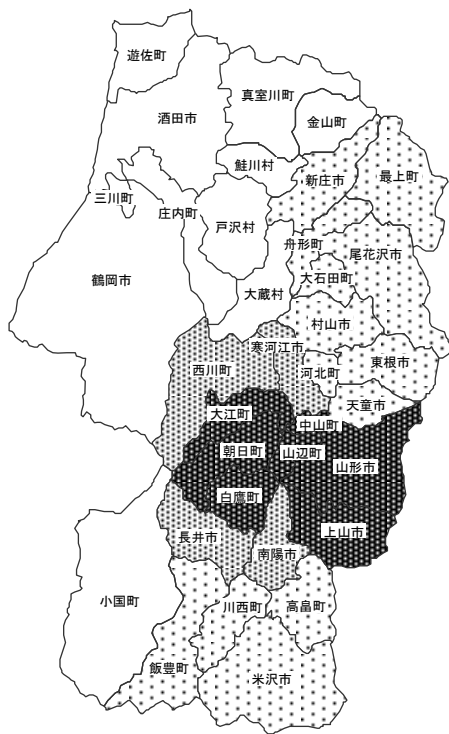 遊佐町
真室川町
酒田市
金山町
鮭川村
新庄市
最上町
三川町
庄内町
戸沢村
舟形町
尾花沢市
鶴岡市
大石田町
大蔵村
村山市
寒河江市
西川町
河北町
東根市
天童市
大江町
中山町
朝日町
山辺町
山形市
白鷹町
上山市
長井市
南陽市
小国町
川西町
高畠町
飯豊町
米沢市